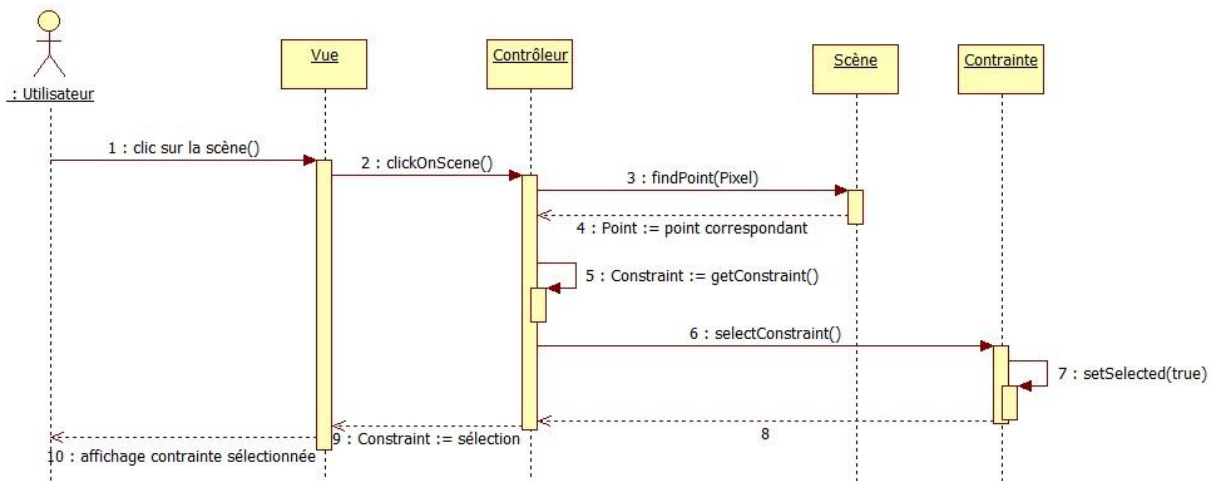 : Utilisateur
Vue
Contrôleur
Scène
Contrainte
1 : clic sur la scène()
2 : clickOnScene()
3 : findPoint(Pixel)
4 : Point := point correspondant
5 : Constraint := getConstraint()
6 : selectConstraint()
7 : setSelected(true)
8
9 : Constraint := sélection
10 : affichage contrainte sélectionnée